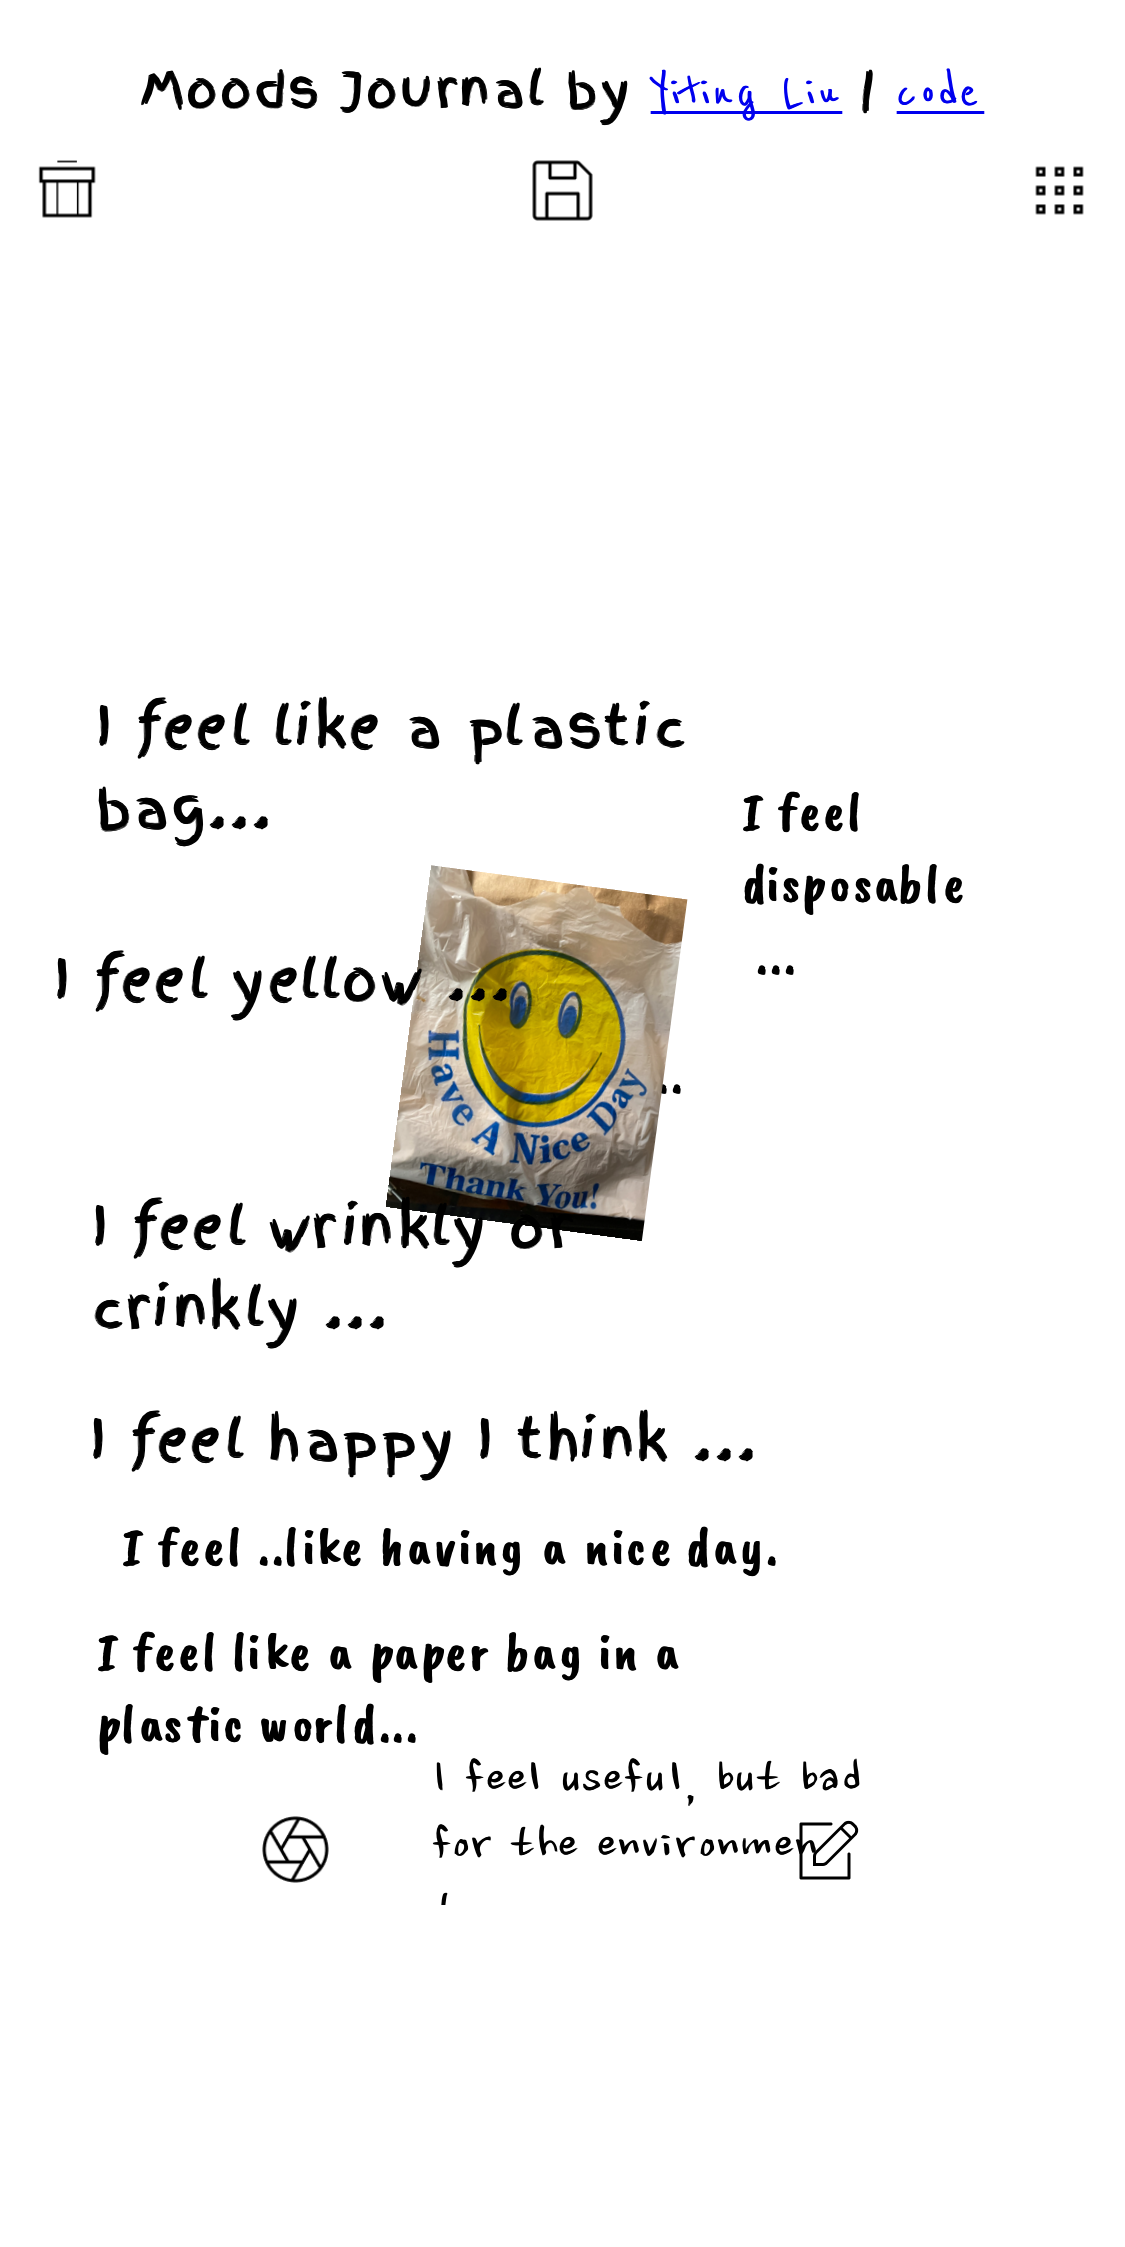 Moods Journal by Yiting Liu | code
I feel like a plastic
bag...
I feel
disposable
...
I feel yellow ...
Have A Nice Day
Thank You!
..
I feel wrinkly or
crinkly ...
I feel happy I think ...
I feel ..like having a nice day.
I feel like a paper bag in a
plastic world...
I feel useful, but bad
for the environmen